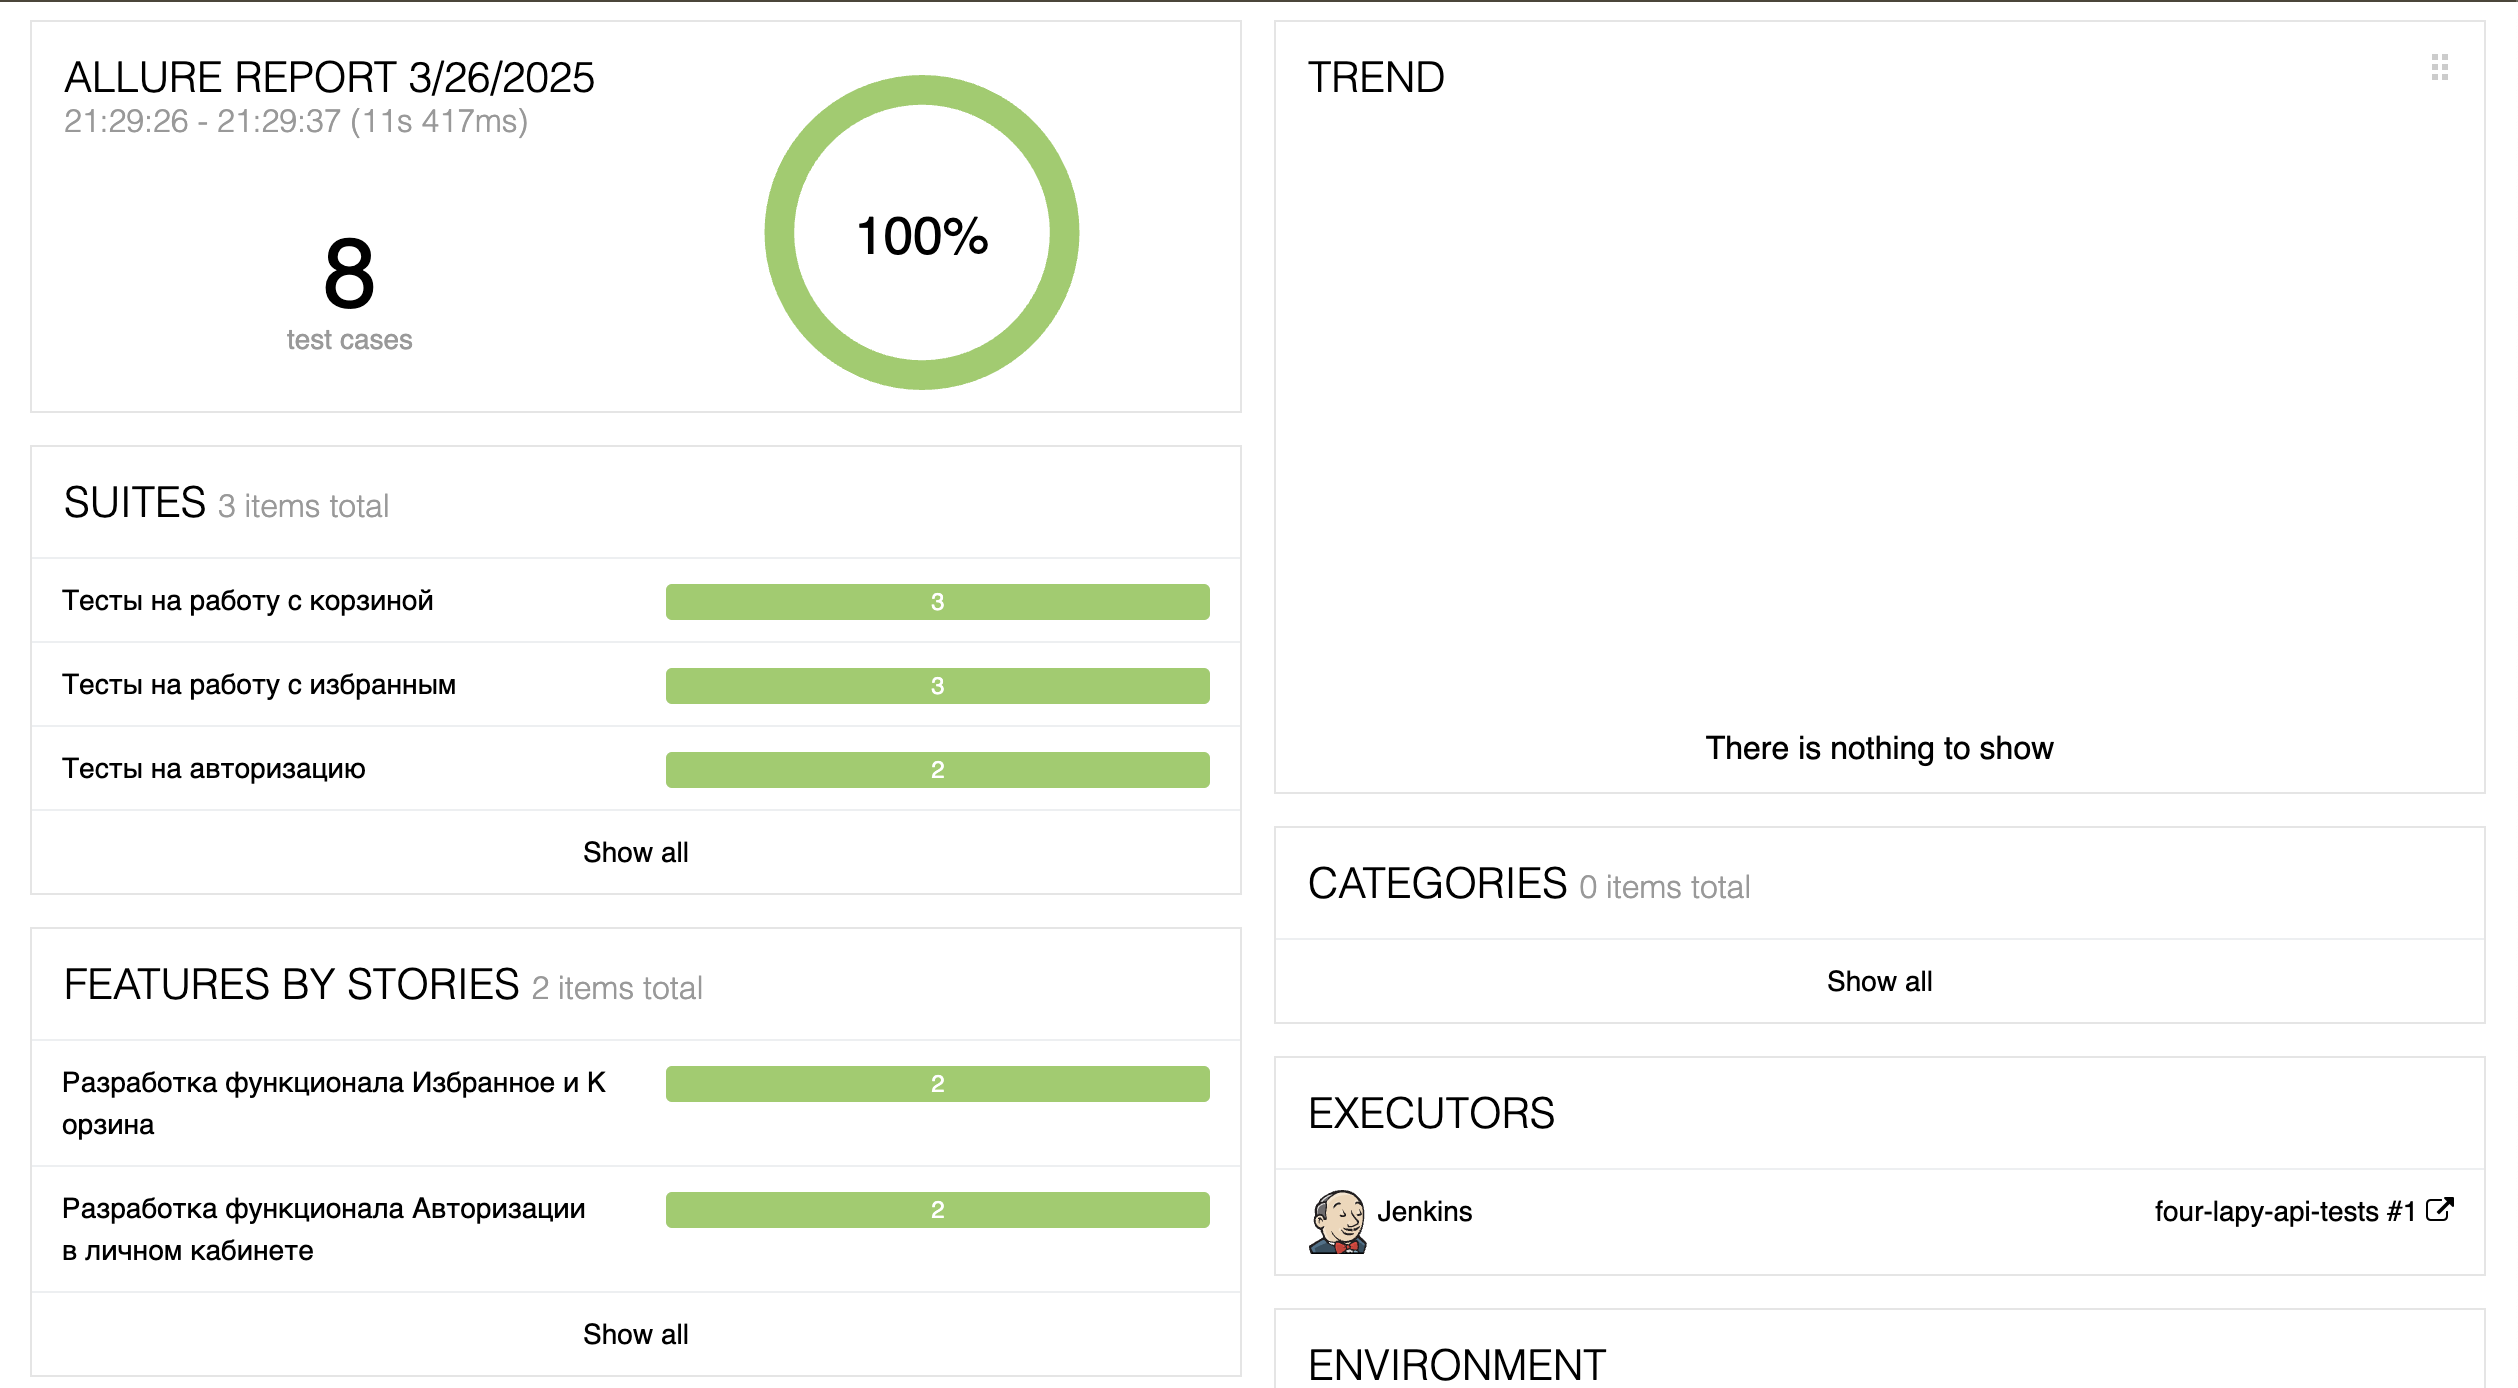 ALLURE REPORT 3/26/2025
21:29:26 - 21:29:37 (11s 417ms)
8
test cases
100%
SUITES 3 items total
Тесты на работу с корзиной 3
Тесты на работу с избранным 3
Тесты на авторизацию 2
Show all
FEATURES BY STORIES 2 items total
Разработка функционала Избранное и К 2
орзина
Разработка функционала Авторизации 2
в личном кабинете
Show all
TREND
There is nothing to show
CATEGORIES 0 items total
Show all
EXECUTORS
Jenkins four-lapy-api-tests #1
ENVIRONMENT